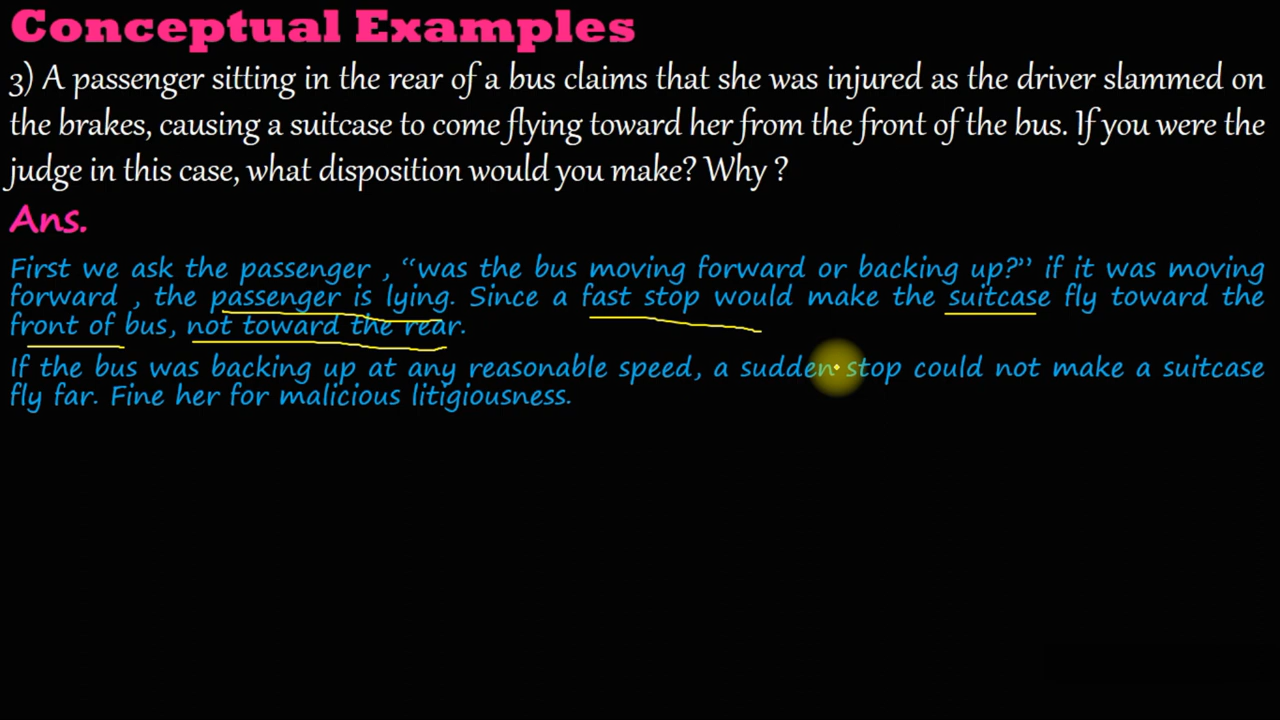 Conceptual Examples
3) A passenger sitting in the rear of a bus claims that she was injured as the driver slammed on
the brakes, causing a suitcase to come flying toward her from the front of the bus. If you were the
judge in this case, what disposition would you make? Why ?
Ans.
First we ask the passenger , “was the bus moving forward or backing up?” if it was moving
forward , the passenger is lying. Since a fast stop would make the suitcase fly toward the
front of bus, not toward the rear.
If the bus was backing up at any reasonable speed, a sudden stop could not make a suitcase
fly far. Fine her for malicious litigiousness.